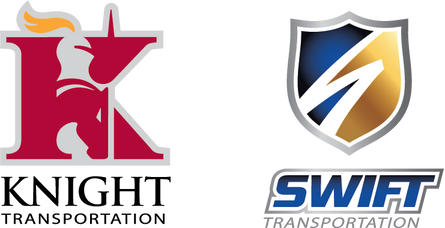 K
KNIGHT
TRANSPORTATION
SWIFT
TRANSPORTATION